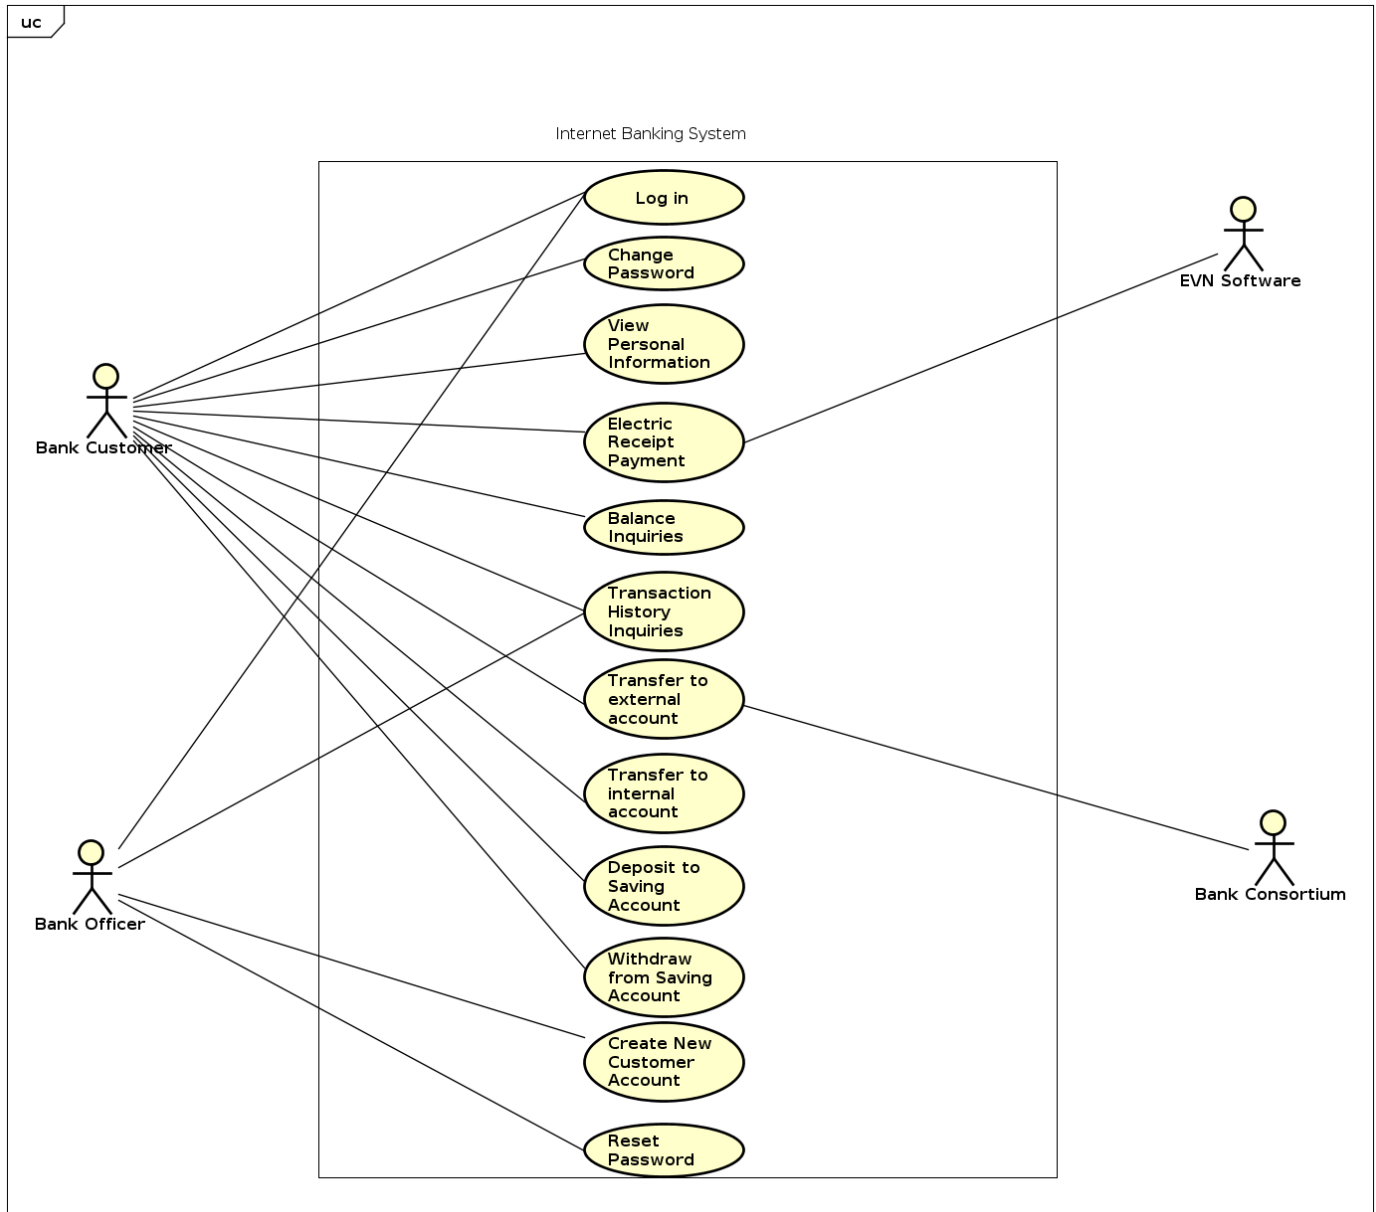 uc
Internet Banking System
Log in
Change
Password
View
Personal
Information
Electric
Receipt
Payment
Balance
Inquiries
Transaction
History
Inquiries
Transfer to
external
account
Transfer to
internal
account
Deposit to
Saving
Account
Withdraw
from Saving
Account
Create New
Customer
Account
Reset
Password
Bank Customer
Bank Officer
EVN Software
Bank Consortium